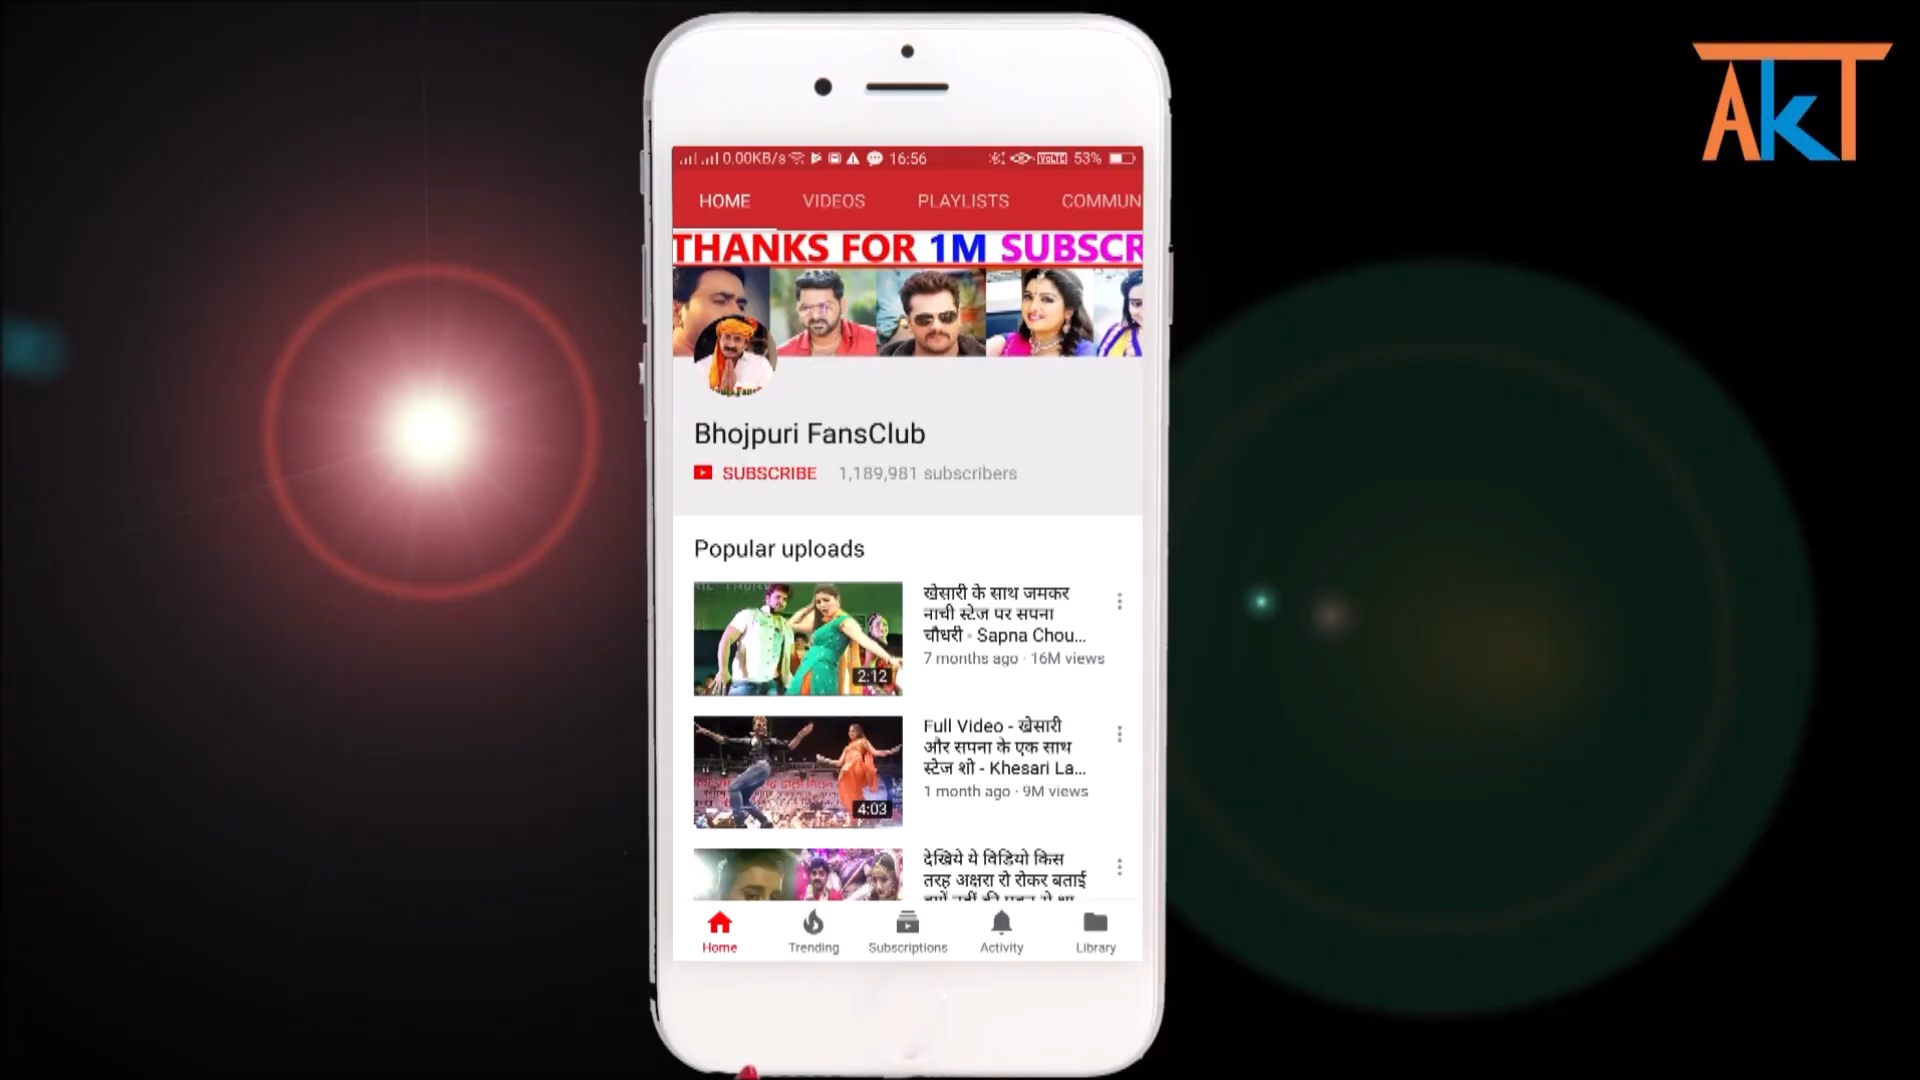 AKT
0.00KB/s 16:56 VoLTE 53%
HOME VIDEOS PLAYLISTS COMMUN
THANKS FOR 1M SUBSCR
Bhojpuri FansClub
SUBSCRIBE 1,189,981 subscribers
Popular uploads
खेसारी के साथ जमकर
नाची स्टेज पर सपना
चौधरी - Sapna Chou...
7 months ago · 16M views
2:12
Full Video - खेसारी
और सपना के एक साथ
स्टेज शो - Khesari La...
1 month ago · 9M views
4:03
देखिये ये विडियो किस
तरह अक्षरा रो रोकर बताई
Home Trending Subscriptions Activity Library